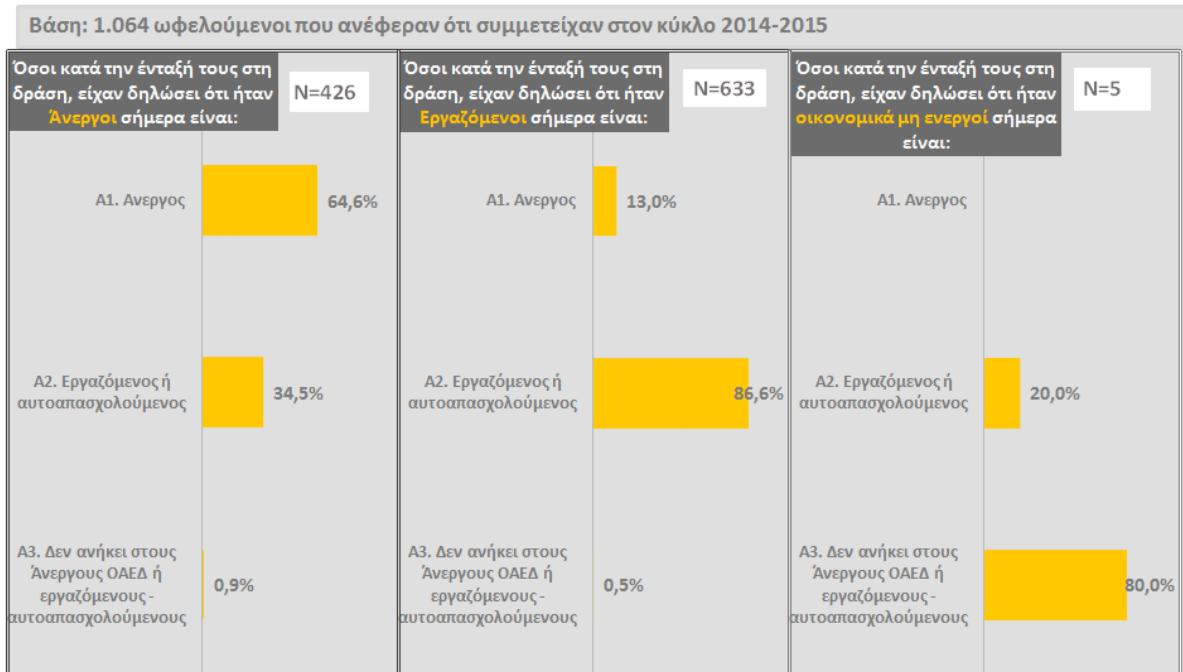 Βάση: 1.064 ωφελούμενοι που ανέφεραν ότι συμμετείχαν στον κύκλο 2014-2015
Όσοι κατά την ένταξή τους στη
δράση, είχαν δηλώσει ότι ήταν
Άνεργοι σήμερα είναι:
N=426
Α1. Ανεργος
64,6%
Α2. Εργαζόμενος ή
αυτοαπασχολούμενος
34,5%
Α3. Δεν ανήκει στους
Άνεργους ΟΑΕΔ ή
εργαζόμενους -
αυτοαπασχολούμενους
0,9%
Όσοι κατά την ένταξή τους στη
δράση, είχαν δηλώσει ότι ήταν
Εργαζόμενοι σήμερα είναι:
N=633
Α1. Ανεργος
13,0%
Α2. Εργαζόμενος ή
αυτοαπασχολούμενος
86,6%
Α3. Δεν ανήκει στους
Άνεργους ΟΑΕΔ ή
εργαζόμενους -
αυτοαπασχολούμενους
0,5%
Όσοι κατά την ένταξή τους στη
δράση, είχαν δηλώσει ότι ήταν
οικονομικά μη ενεργοί σήμερα
είναι:
N=5
Α1. Ανεργος
Α2. Εργαζόμενος ή
αυτοαπασχολούμενος
20,0%
Α3. Δεν ανήκει στους
Άνεργους ΟΑΕΔ ή
εργαζόμενους -
αυτοαπασχολούμενους
80,0%